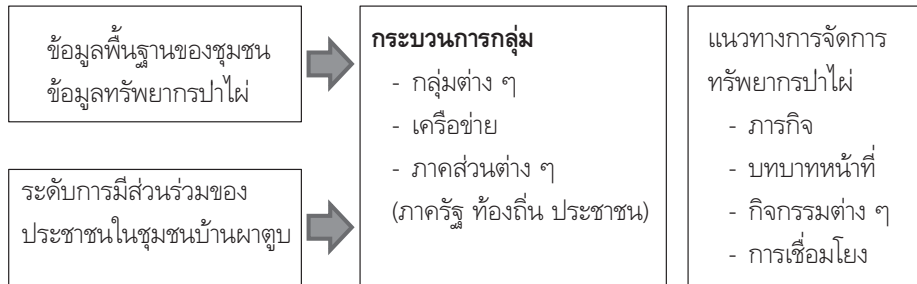 ข้อมูลพื้นฐานของชุมชน
ข้อมูลทรัพยากรป่าไผ่
ระดับการมีส่วนร่วมของ
ประชาชนในชุมชนบ้านผาตูบ
กระบวนการกลุ่ม
- กลุ่มต่าง ๆ
- เครือข่าย
- ภาคส่วนต่าง ๆ
(ภาครัฐ ท้องถิ่น ประชาชน)
แนวทางการจัดการ
ทรัพยากรป่าไผ่
- ภารกิจ
- บทบาทหน้าที่
- กิจกรรมต่าง ๆ
- การเชื่อมโยง